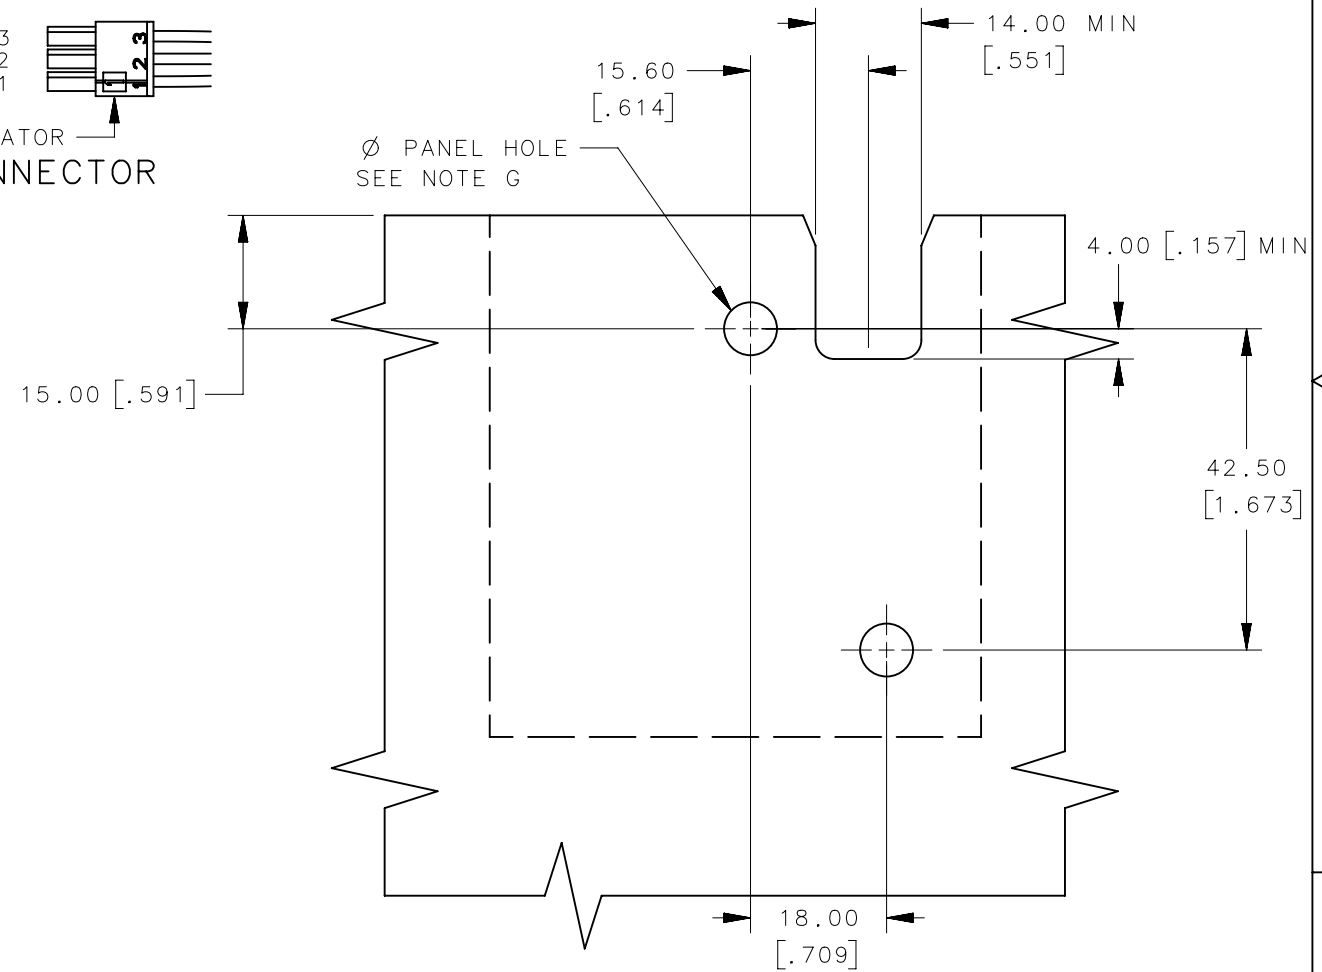 3
2
1
3
2
1
1
ATOR
NNECTOR
14.00 MIN
[.551]
15.60
[.614]
Ø PANEL HOLE
SEE NOTE G
4.00 [.157] MIN
15.00 [.591]
42.50
[1.673]
18.00
[.709]